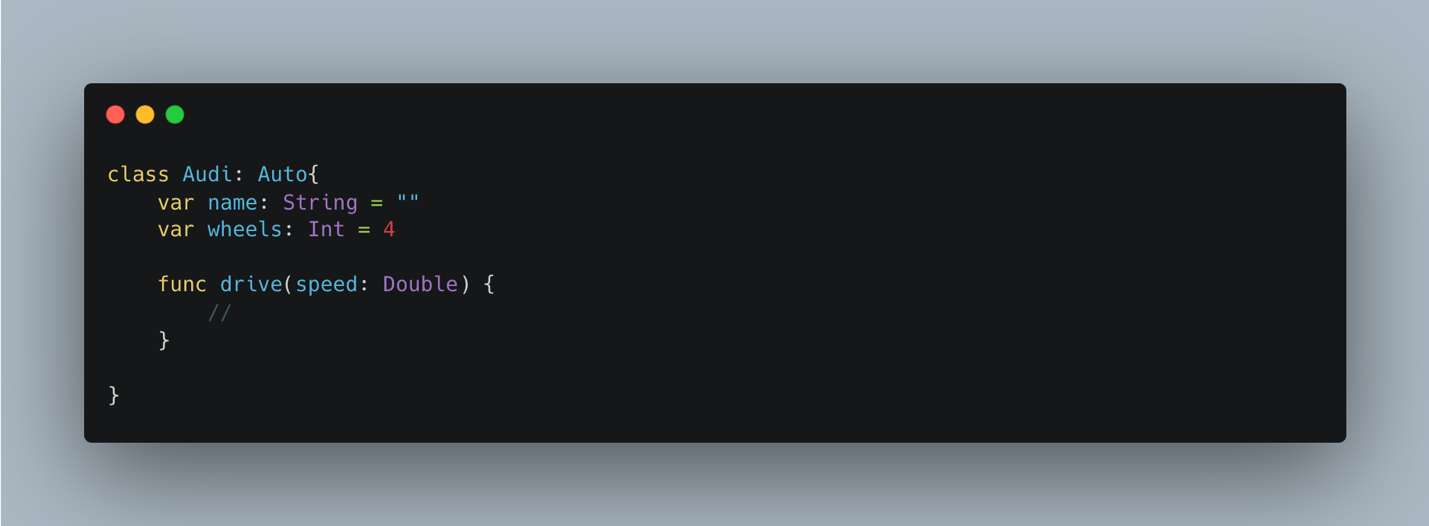 class Audi: Auto{
    var name: String = ""
    var wheels: Int = 4
    func drive(speed: Double) {
        //
    }
}